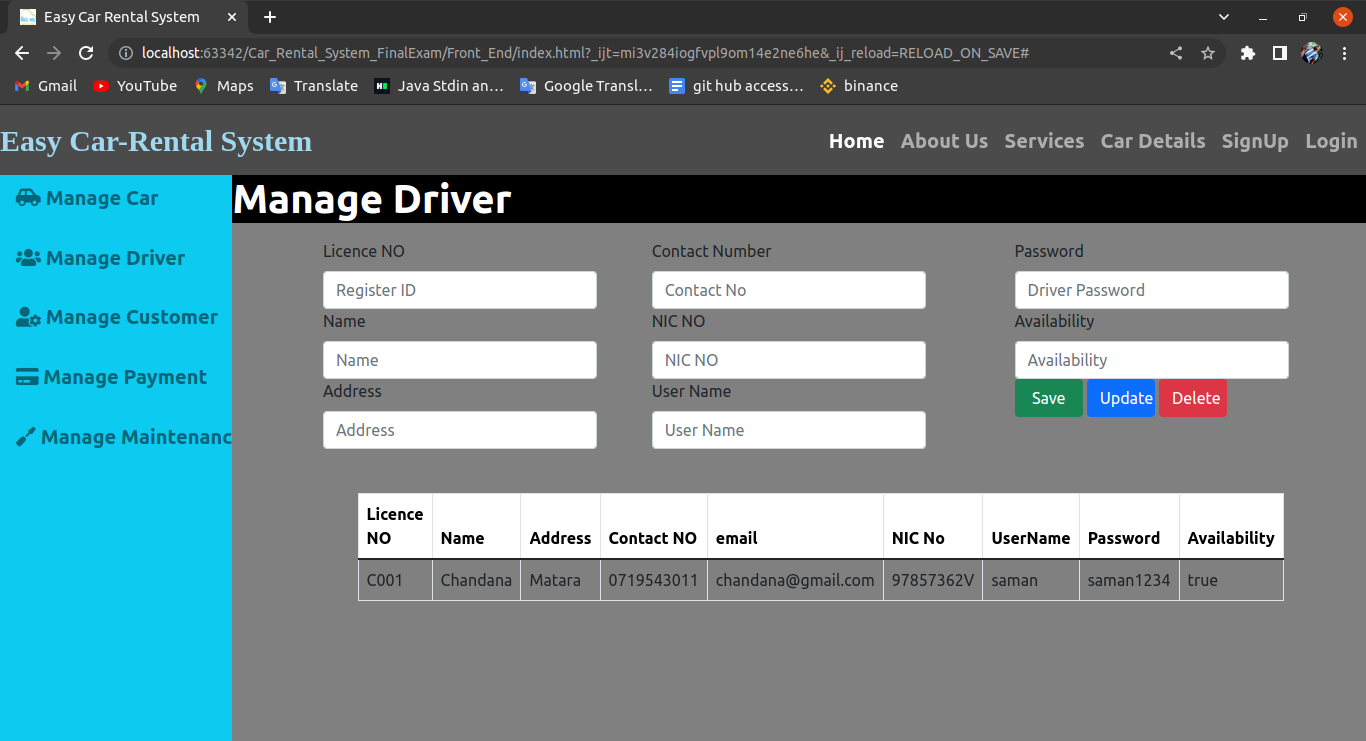 Easy Car Rental System
localhost:63342/Car_Rental_System_FinalExam/Front_End/index.html?_ijt=mi3v284iogfvpl9om14e2ne6he&_ij_reload=RELOAD_ON_SAVE#
Gmail YouTube Maps Translate Java Stdin an... Google Transl... git hub access... binance
Easy Car-Rental System
Home About Us Services Car Details SignUp Login
Manage Car
Manage Driver
Manage Customer
Manage Payment
Manage Maintenanc
Manage Driver
Licence NO Contact Number Password
Register ID Contact No Driver Password
Name NIC NO Availability
Name NIC NO Availability
Address User Name Save Update Delete
Address User Name
Licence NO Name Address Contact NO email NIC No UserName Password Availability
C001 Chandana Matara 0719543011 chandana@gmail.com 97857362V saman saman1234 true